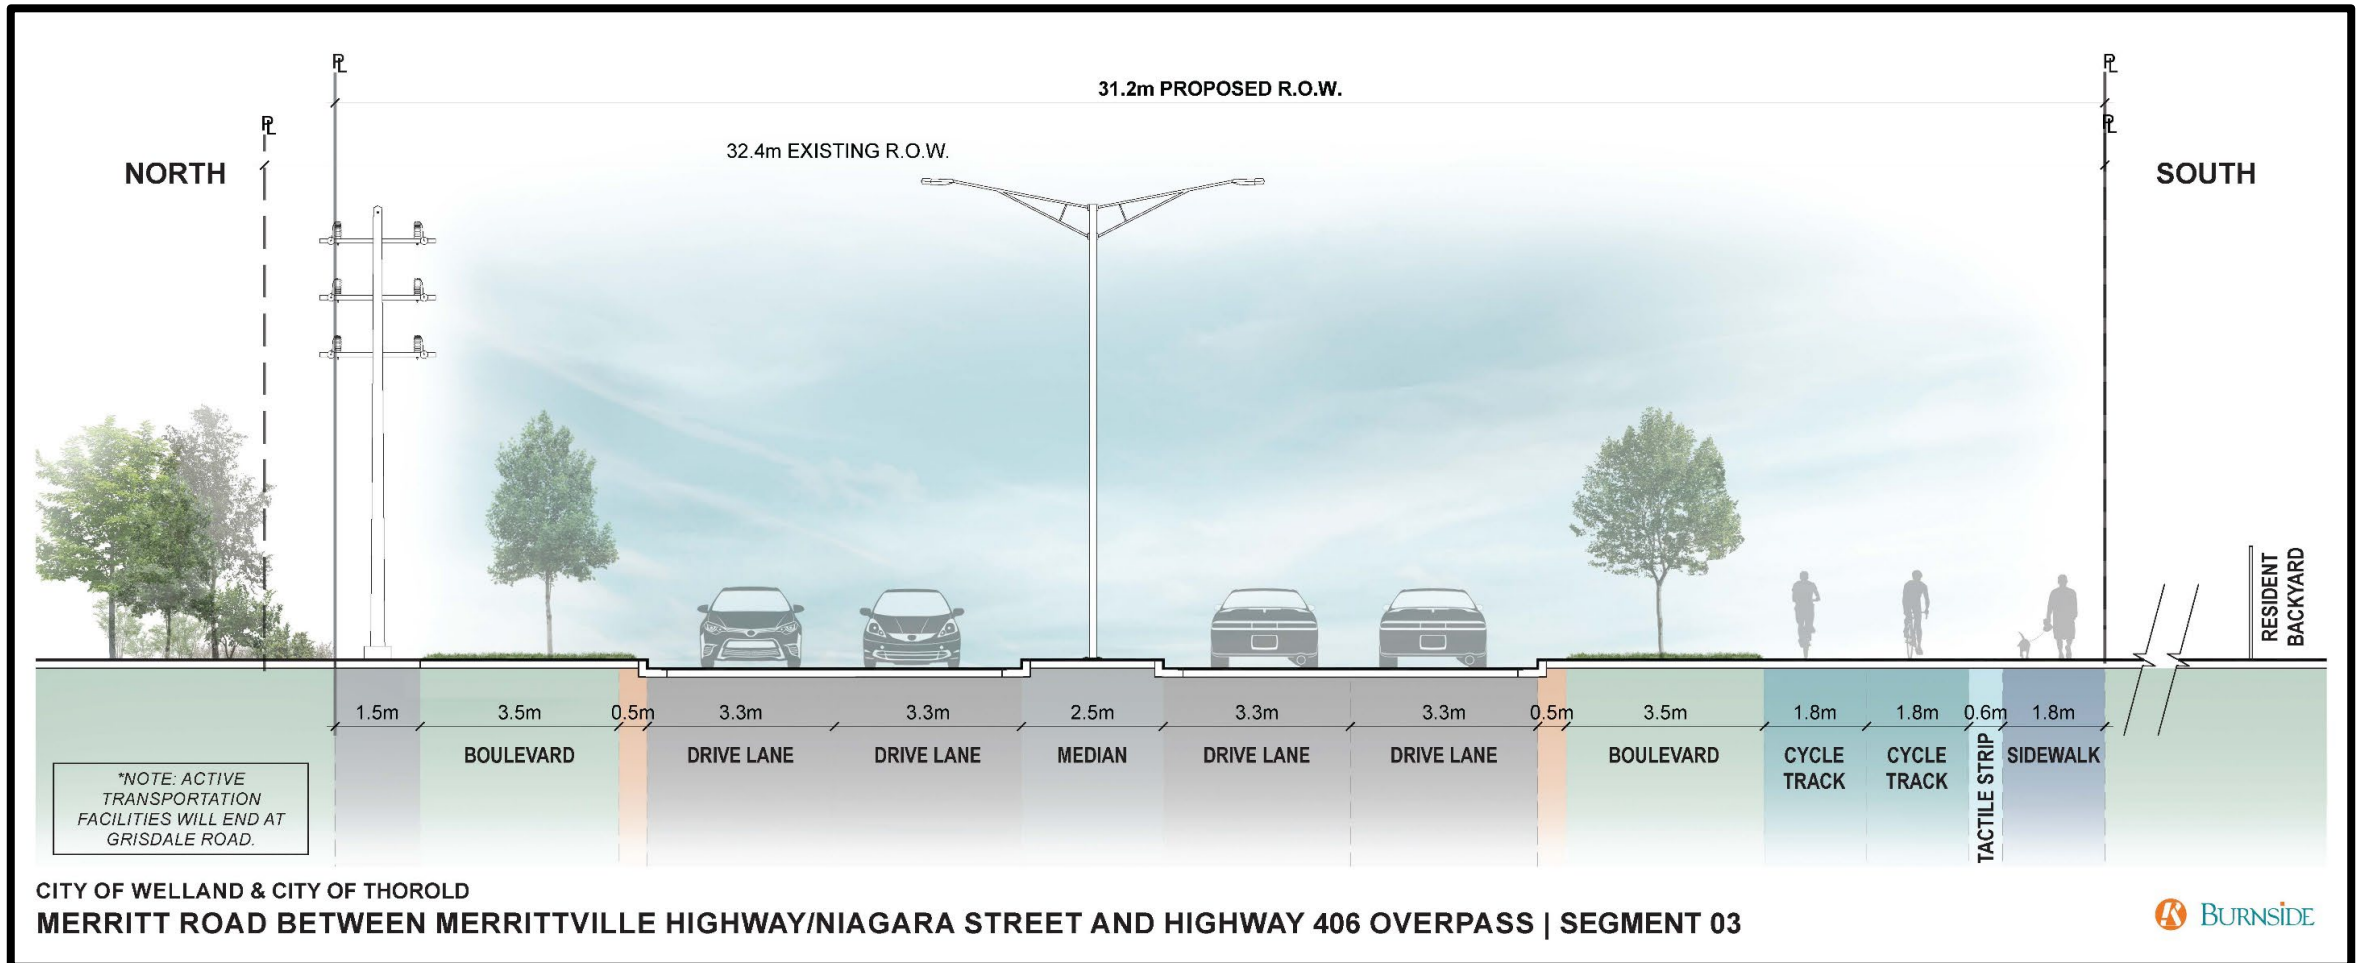 PL
PL
31.2m PROPOSED R.O.W.
PL
PL
32.4m EXISTING R.O.W.
NORTH
SOUTH
RESIDENT
BACKYARD
1.5m
3.5m
0.5m
3.3m
3.3m
2.5m
3.3m
3.3m
0.5m
3.5m
1.8m
1.8m
0.6m
1.8m
BOULEVARD
DRIVE LANE
DRIVE LANE
MEDIAN
DRIVE LANE
DRIVE LANE
BOULEVARD
CYCLE
TRACK
CYCLE
TRACK
TACTILE STRIP
SIDEWALK
*NOTE: ACTIVE
TRANSPORTATION
FACILITIES WILL END AT
GRISDALE ROAD.
CITY OF WELLAND & CITY OF THOROLD
MERRITT ROAD BETWEEN MERRITTVILLE HIGHWAY/NIAGARA STREET AND HIGHWAY 406 OVERPASS | SEGMENT 03
BURNSIDE